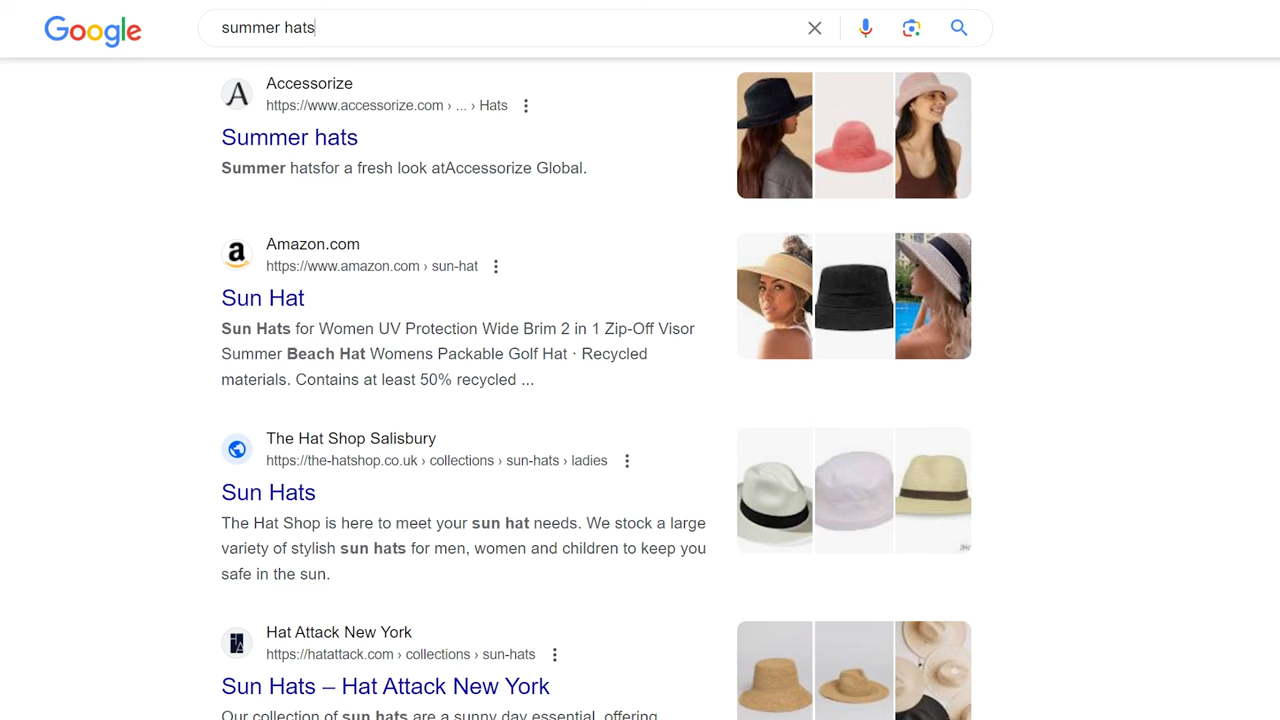 Google
summer hats
Accessorize
https://www.accessorize.com › ... › Hats
Summer hats
Summer hatsfor a fresh look atAccessorize Global.
Amazon.com
https://www.amazon.com › sun-hat
Sun Hat
Sun Hats for Women UV Protection Wide Brim 2 in 1 Zip-Off Visor
Summer Beach Hat Womens Packable Golf Hat · Recycled
materials. Contains at least 50% recycled ...
The Hat Shop Salisbury
https://the-hatshop.co.uk › collections › sun-hats › ladies
Sun Hats
The Hat Shop is here to meet your sun hat needs. We stock a large
variety of stylish sun hats for men, women and children to keep you
safe in the sun.
Hat Attack New York
https://hatattack.com › collections › sun-hats
Sun Hats – Hat Attack New York
Our collection of sun hats are a sunny day essential, offering